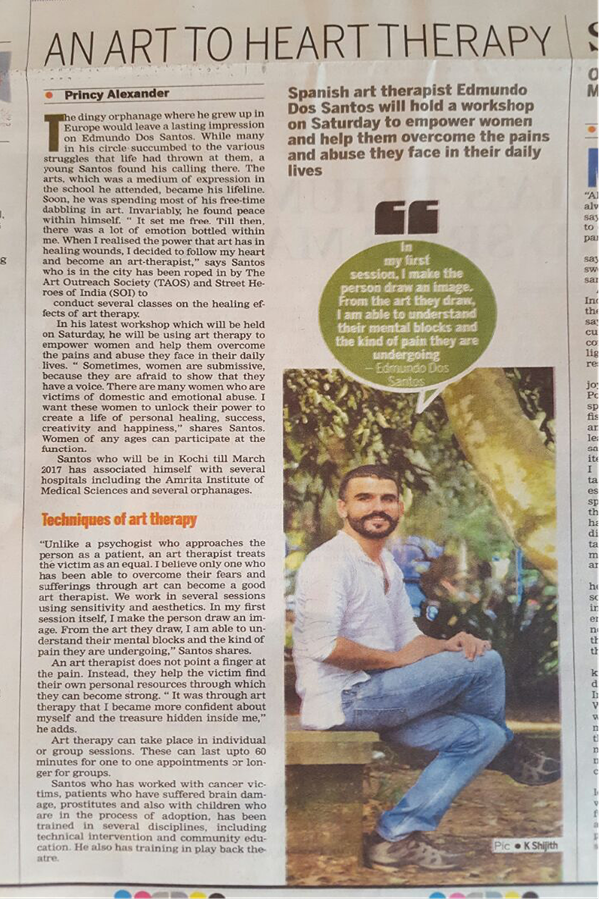 AN ART TO HEART THERAPY
● Princy Alexander
The dingy orphanage where he grew up in
Europe would leave a lasting impression
on Edmundo Dos Santos. While many
in his circle succumbed to the various
struggles that life had thrown at them, a
young Santos found his calling there. The
arts, which was a medium of expression in
the school he attended, became his lifeline.
Soon, he was spending most of his free-time
dabbling in art. Invariably, he found peace
within himself. “ It set me free. Till then,
there was a lot of emotion bottled within
me. When I realised the power that art has in
healing wounds, I decided to follow my heart
and become an art-therapist,” says Santos
who is in the city has been roped in by The
Art Outreach Society (TAOS) and Street He-
roes of India (SOI) to
conduct several classes on the healing ef-
fects of art therapy.
In his latest workshop which will be held
on Saturday, he will be using art therapy to
empower women and help them overcome
the pains and abuse they face in their daily
lives. “ Sometimes, women are submissive,
because they are afraid to show that they
have a voice. There are many women who are
victims of domestic and emotional abuse. I
want these women to unlock their power to
create a life of personal healing, success,
creativity and happiness,” shares Santos.
Women of any ages can participate at the
function.
Santos who will be in Kochi till March
2017 has associated himself with several
hospitals including the Amrita Institute of
Medical Sciences and several orphanages.
Techniques of art therapy
“Unlike a psychogist who approaches the
person as a patient, an art therapist treats
the victim as an equal. I believe only one who
has been able to overcome their fears and
sufferings through art can become a good
art therapist. We work in several sessions
using sensitivity and aesthetics. In my first
session itself, I make the person draw an im-
age. From the art they draw, I am able to un-
derstand their mental blocks and the kind of
pain they are undergoing,” Santos shares.
An art therapist does not point a finger at
the pain. Instead, they help the victim find
their own personal resources through which
they can become strong. “ It was through art
therapy that I became more confident about
myself and the treasure hidden inside me,”
he adds.
Art therapy can take place in individual
or group sessions. These can last upto 60
minutes for one to one appointments or lon-
ger for groups.
Santos who has worked with cancer vic-
tims, patients who have suffered brain dam-
age, prostitutes and also with children who
are in the process of adoption, has been
trained in several disciplines, including
technical intervention and community edu-
cation. He also has training in play back the-
atre.
Spanish art therapist Edmundo
Dos Santos will hold a workshop
on Saturday to empower women
and help them overcome the pains
and abuse they face in their daily
lives
In
my first
session, I make the
person draw an image.
From the art they draw,
I am able to understand
their mental blocks and
the kind of pain they are
undergoing
— Edmundo Dos
Santos
Pic ● K Shijith